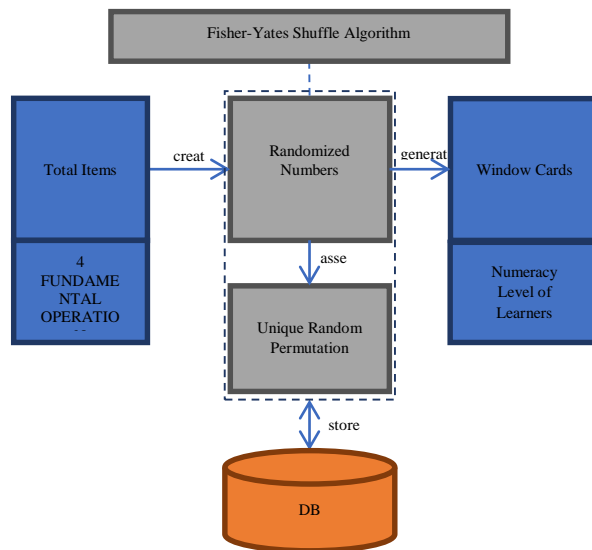 Fisher-Yates Shuffle Algorithm
Total Items
creat
Randomized
Numbers
generat
Window Cards
4
FUNDAME
NTAL
OPERATIO
asse
Numeracy
Level of
Learners
Unique Random
Permutation
store
DB